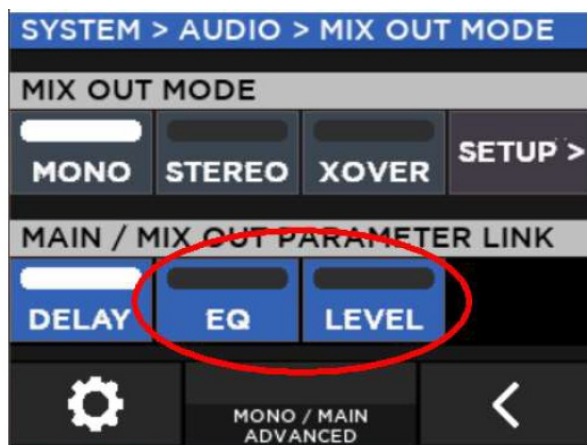 SYSTEM > AUDIO > MIX OUT MODE
MIX OUT MODE
MONO STEREO XOVER SETUP >
MAIN / MIX OUT PARAMETER LINK
DELAY EQ LEVEL
MONO / MAIN
ADVANCED